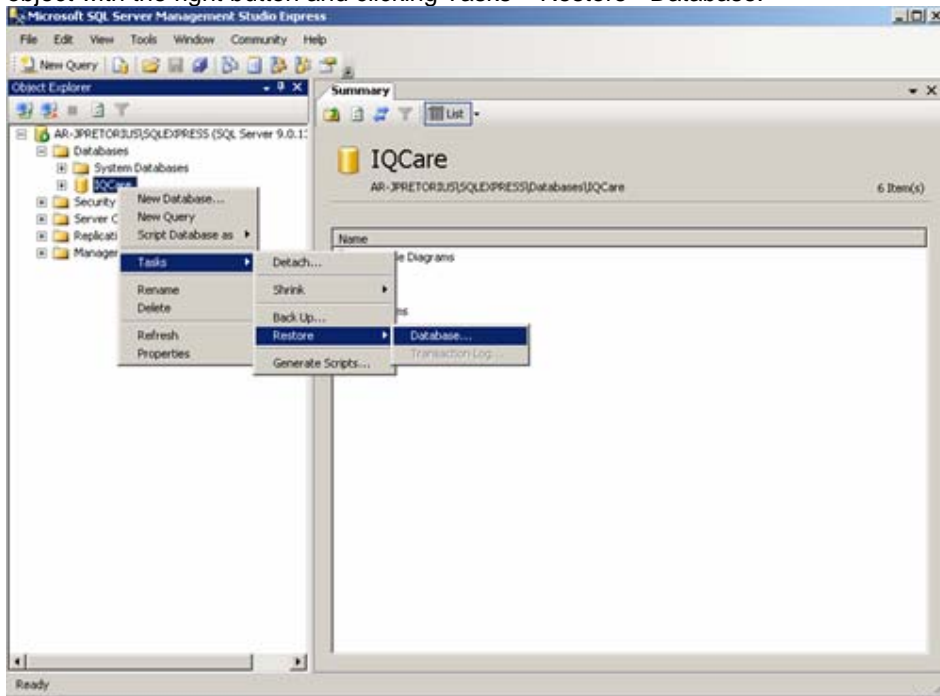 object with the right button and clicking Tasks – Restore - Database.
Microsoft SQL Server Management Studio Express
File Edit View Tools Window Community Help
New Query
Object Explorer
AR-JPRETORIUS\SQLEXPRESS (SQL Server 9.0.1
Databases
System Databases
IQCare
Security
Server
Replicati
Manager
New Database...
New Query
Script Database as
Tasks
Rename
Delete
Refresh
Properties
Detach...
Shrink
Back Up...
Restore
Generate Scripts...
Database...
Transaction Log...
Summary
List
IQCare
AR-JPRETORIUS\SQLEXPRESS\Databases\IQCare
6 Item(s)
Name
Diagrams
Ready